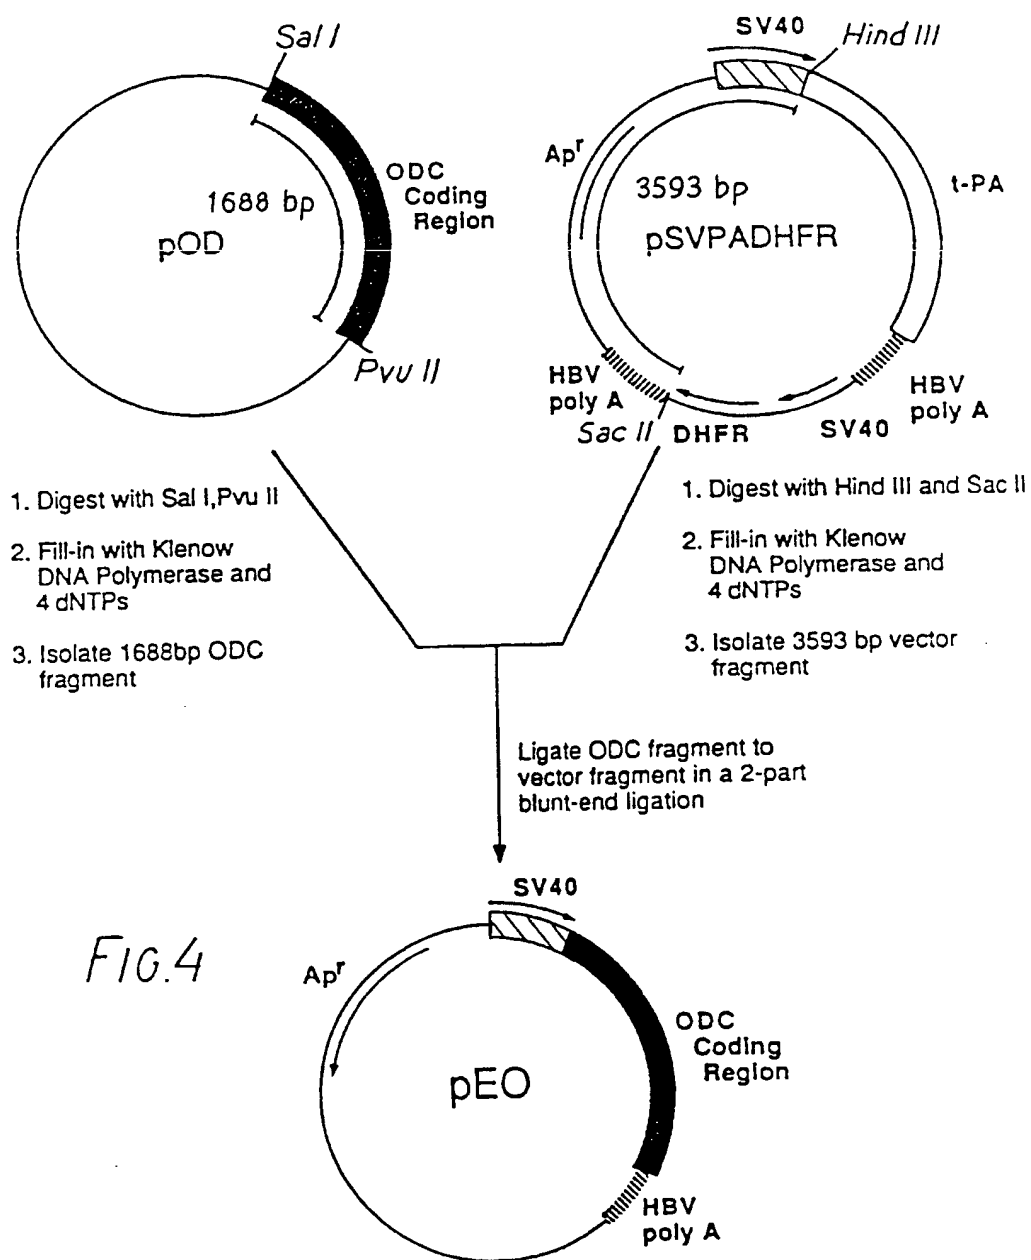 Sal I
ODC
Coding
Region
1688 bp
pOD
Pvu II
SV40
Hind III
Apr
3593 bp
pSVPADHFR
t-PA
HBV
poly A
Sac II
DHFR
SV40
HBV
poly A
1. Digest with Sal I,Pvu II
2. Fill-in with Klenow
DNA Polymerase and
4 dNTPs
3. Isolate 1688bp ODC
fragment
1. Digest with Hind III and Sac II
2. Fill-in with Klenow
DNA Polymerase and
4 dNTPs
3. Isolate 3593 bp vector
fragment
Ligate ODC fragment to
vector fragment in a 2-part
blunt-end ligation
FIG.4
SV40
Apr
ODC
Coding
Region
pEO
HBV
poly A